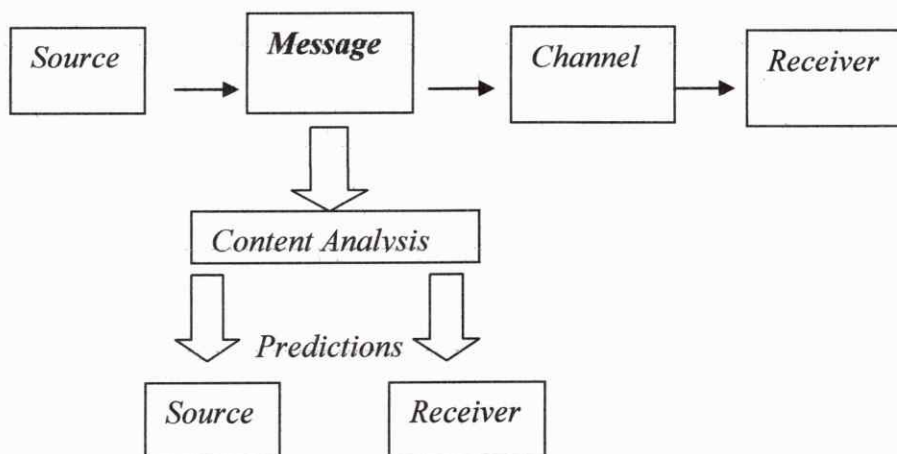 Source
Message
Channel
Receiver
Content Analysis
Predictions
Source
Receiver